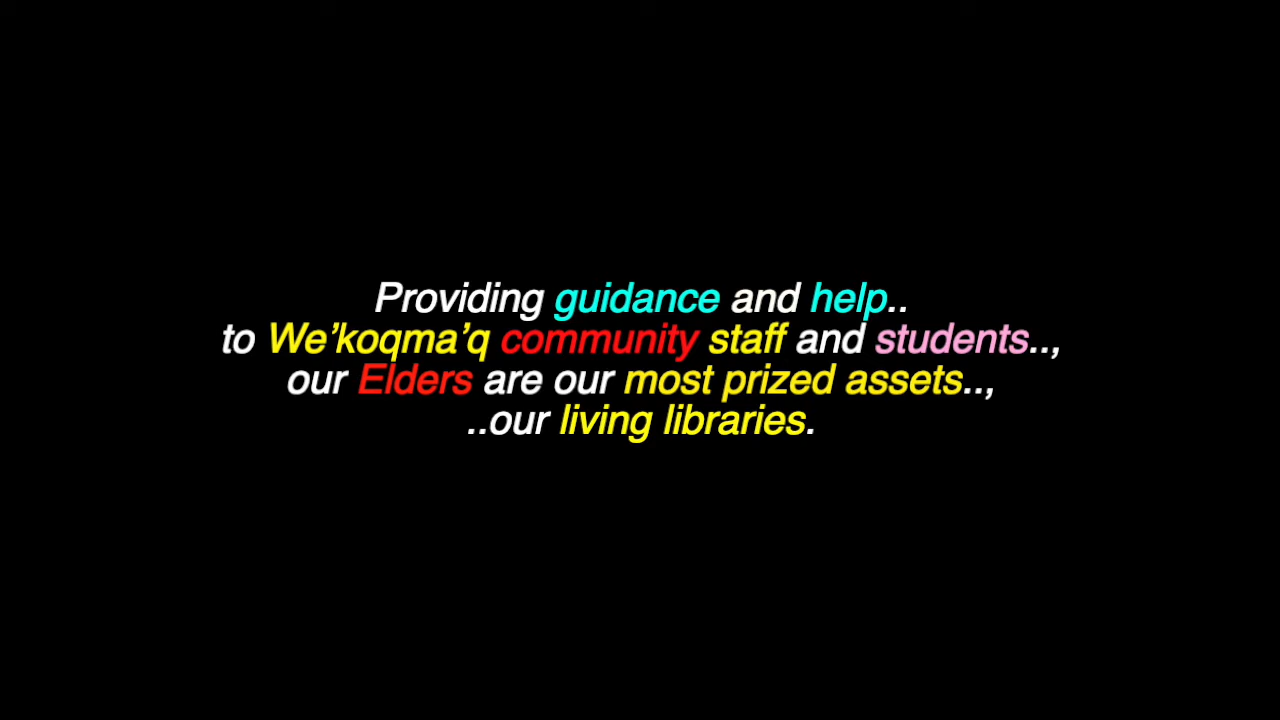 Providing guidance and help..
to We’koqma’q community staff and students..,
our Elders are our most prized assets..,
..our living libraries.